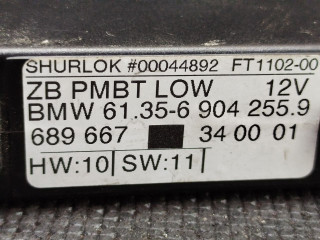 SHURLOK #00044892 FT1102-00
ZB PMBT LOW 12V
BMW 61.35-6 904 255.9
689 667 34 00 01
HW:10 SW:11